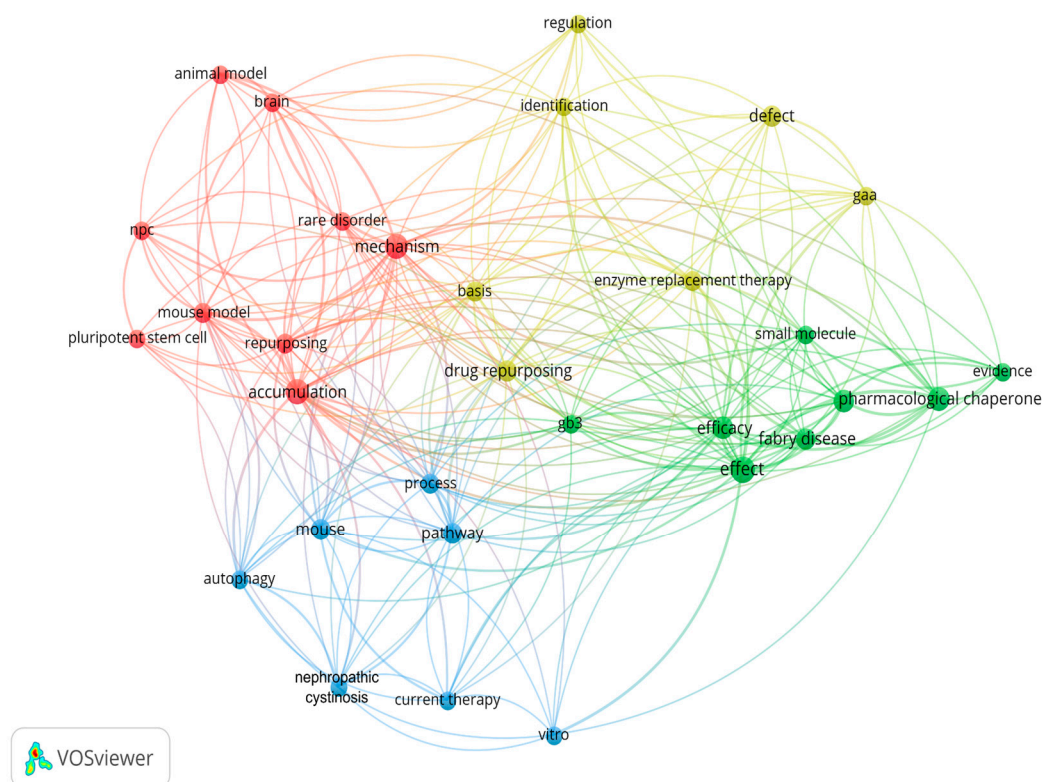 regulation
animal model
brain
identification
defect
gaa
rare disorder
npc
mechanism
enzyme replacement therapy
basis
mouse model
pluripotent stem cell
repurposing
small molecule
drug repurposing
evidence
accumulation
pharmacological chaperone
gb3
efficacy
fabry disease
effect
process
mouse
pathway
autophagy
nephropathic
cystinosis
current therapy
vitro
VOSviewer